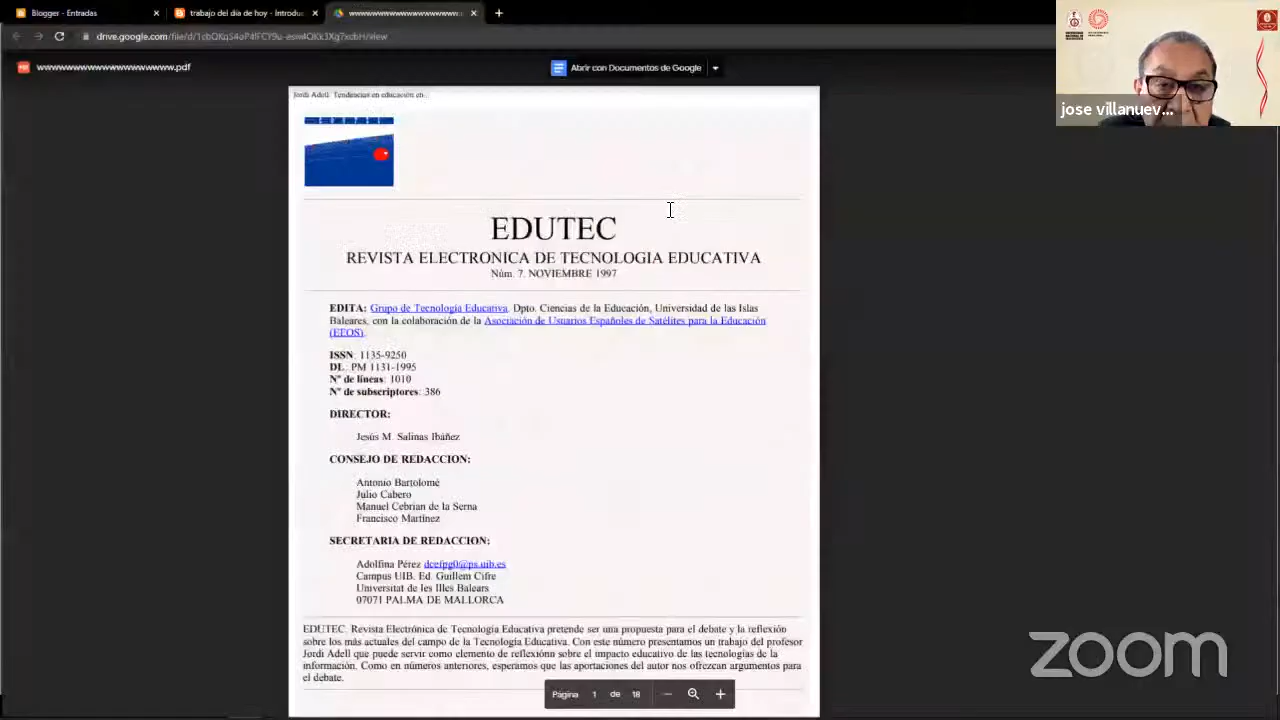 Blogger - Entradas
trabajo del día de hoy - Introdu
wwwwwwwwwwwwwwwwww
wwwwwwwwwwwwwwwwwwww.pdf
Abrir con Documentos de Google
jose villanuev...
Jordi Adell: Tendencias en educación en...
EDUTEC
REVISTA ELECTRONICA DE TECNOLOGIA EDUCATIVA
Núm. 7. NOVIEMBRE 1997
EDITA: Grupo de Tecnología Educativa. Dpto. Ciencias de la Educación, Universidad de las Islas
Baleares, con la colaboración de la Asociación de Usuarios Españoles de Satélites para la Educación
(EEOS).
ISSN: 1135-9250
DL: PM 1131-1995
Nº de líneas: 1010
Nº de subscriptores: 386
DIRECTOR:
Jesús M. Salinas Ibáñez
CONSEJO DE REDACCION:
Antonio Bartolomé
Julio Cabero
Manuel Cebrian de la Serna
Francisco Martínez
SECRETARIA DE REDACCION:
Adolfina Pérez dcefpg0@ps.uib.es
Campus UIB. Ed. Guillem Cifre
Universitat de les Illes Balears
07071 PALMA DE MALLORCA
EDUTEC. Revista Electrónica de Tecnología Educativa pretende ser una propuesta para el debate y la reflexión
sobre los más actuales del campo de la Tecnología Educativa. Con este número presentamos un trabajo del profesor
Jordi Adell que puede servir como elemento de reflexiónn sobre el impacto educativo de las tecnologías de la
información. Como en números anteriores, esperamos que las aportaciones del autor nos ofrezcan argumentos para
el debate.
Página 1 de 18
zoom